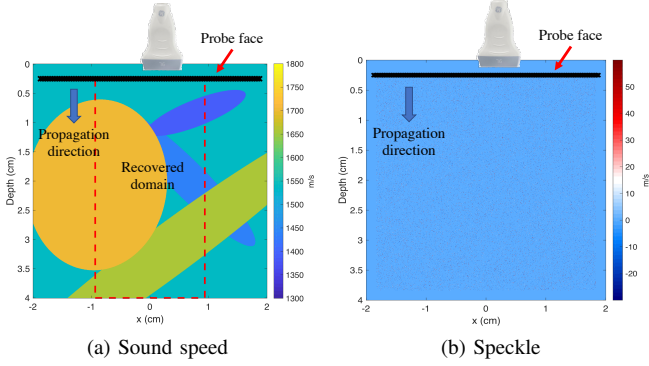 Probe face
0
0.5
1
1.5
2
2.5
3
3.5
4
Depth (cm)
-2
-1
0
1
2
x (cm)
Propagation
direction
Recovered
domain
1800
1750
1700
1650
1600
1550
1500
1450
1400
1350
1300
m/s
(a) Sound speed
Probe face
0
0.5
1
1.5
2
2.5
3
3.5
4
Depth (cm)
-2
-1
0
1
2
x (cm)
Propagation
direction
50
40
30
20
10
0
-10
-20
m/s
(b) Speckle